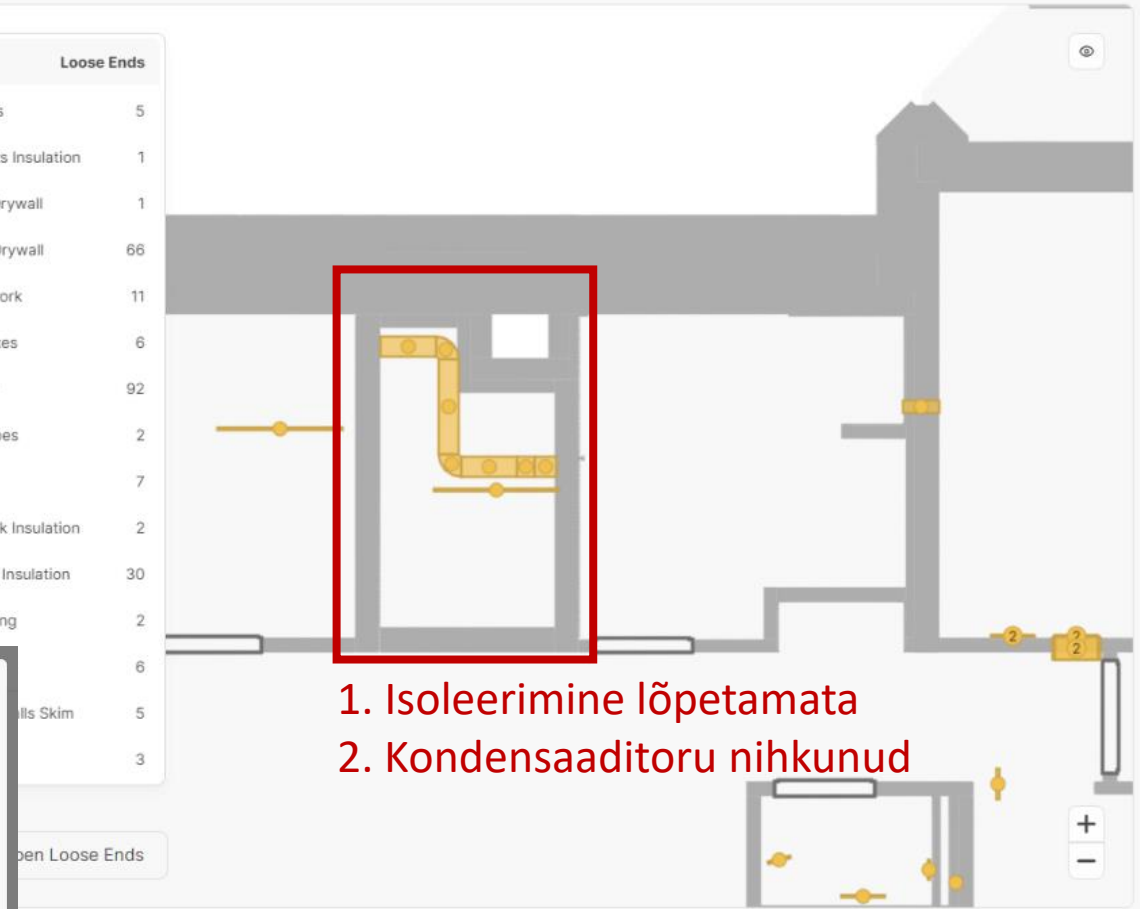 Loose Ends
5
s Insulation 1
rywall 1
rywall 66
ork 11
es 6
92
es 2
7
k Insulation 2
Insulation 30
ng 2
6
lls Skim 5
3
pen Loose Ends
1. Isoleerimine lõpetamata
2. Kondensaaditoru nihkunud
2
2
2
+
−